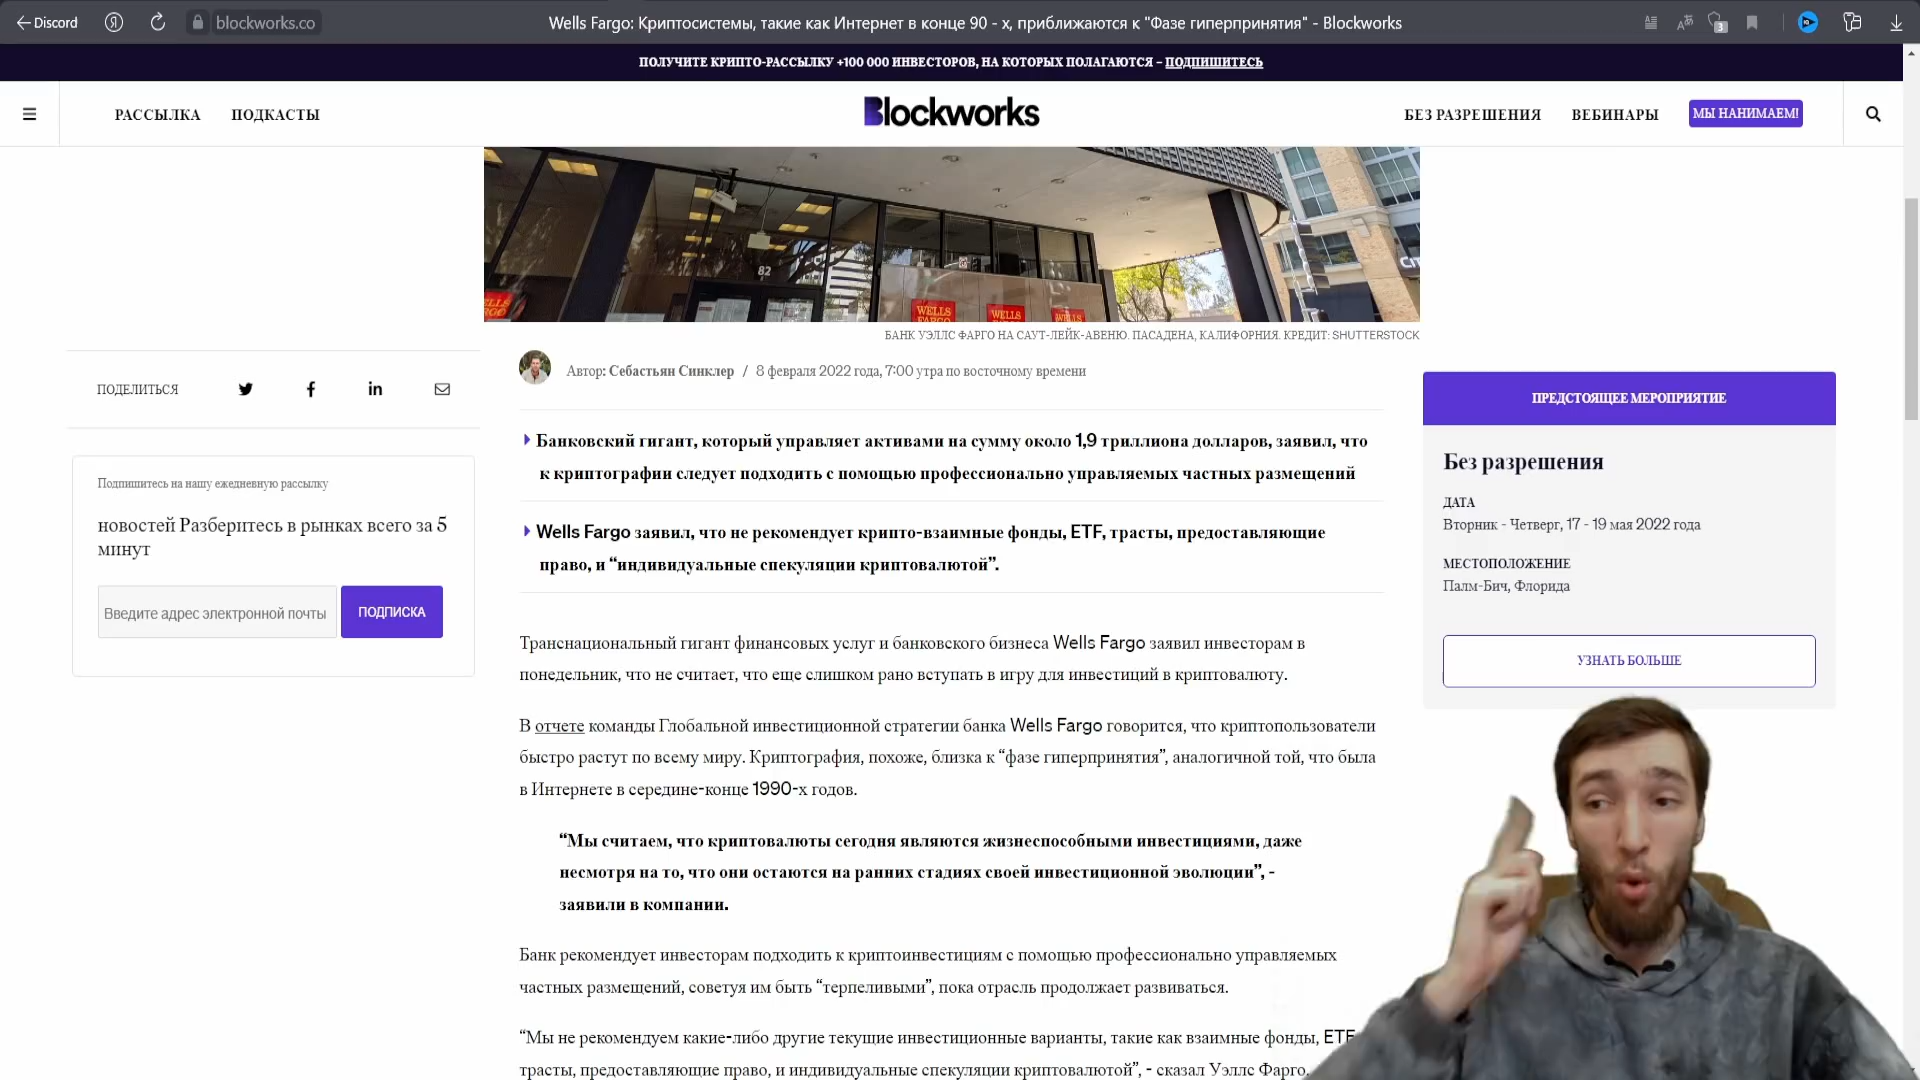 Discord
blockworks.co
Wells Fargo: Криптосистемы, такие как Интернет в конце 90 - х, приближаются к "Фазе гиперпринятия" - Blockworks
3
ПОЛУЧИТЕ КРИПТО-РАССЫЛКУ +100 000 ИНВЕСТОРОВ, НА КОТОРЫХ ПОЛАГАЮТСЯ – ПОДПИШИТЕСЬ
РАССЫЛКА ПОДКАСТЫ
Blockworks
БЕЗ РАЗРЕШЕНИЯ ВЕБИНАРЫ МЫ НАНИМАЕМ!
82
WELLS FARGO
WELLS
WELLS
БАНК УЭЛЛС ФАРГО НА САУТ-ЛЕЙК-АВЕНЮ. ПАСАДЕНА, КАЛИФОРНИЯ. КРЕДИТ: SHUTTERSTOCK
Автор: Себастьян Синклер / 8 февраля 2022 года, 7:00 утра по восточному времени
ПОДЕЛИТЬСЯ
Подпишитесь на нашу ежедневную рассылку
новостей Разберитесь в рынках всего за 5
минут
Введите адрес электронной почты
ПОДПИСКА
Банковский гигант, который управляет активами на сумму около 1,9 триллиона долларов, заявил, что
к криптографии следует подходить с помощью профессионально управляемых частных размещений
Wells Fargo заявил, что не рекомендует крипто-взаимные фонды, ETF, трасты, предоставляющие
право, и “индивидуальные спекуляции криптовалютой”.
Транснациональный гигант финансовых услуг и банковского бизнеса Wells Fargo заявил инвесторам в
понедельник, что не считает, что еще слишком рано вступать в игру для инвестиций в криптовалюту.
В отчете команды Глобальной инвестиционной стратегии банка Wells Fargo говорится, что криптопользователи
быстро растут по всему миру. Криптография, похоже, близка к “фазе гиперпринятия”, аналогичной той, что была
в Интернете в середине-конце 1990-х годов.
“Мы считаем, что криптовалюты сегодня являются жизнеспособными инвестициями, даже
несмотря на то, что они остаются на ранних стадиях своей инвестиционной эволюции”, -
заявили в компании.
Банк рекомендует инвесторам подходить к криптоинвестициям с помощью профессионально управляемых
частных размещений, советуя им быть “терпеливыми”, пока отрасль продолжает развиваться.
“Мы не рекомендуем какие-либо другие текущие инвестиционные варианты, такие как взаимные фонды, ETF
трасты, предоставляющие право, и индивидуальные спекуляции криптовалютой”, - сказал Уэллс Фарго.
ПРЕДСТОЯЩЕЕ МЕРОПРИЯТИЕ
Без разрешения
ДАТА
Вторник - Четверг, 17 - 19 мая 2022 года
МЕСТОПОЛОЖЕНИЕ
Палм-Бич, Флорида
УЗНАТЬ БОЛЬШЕ